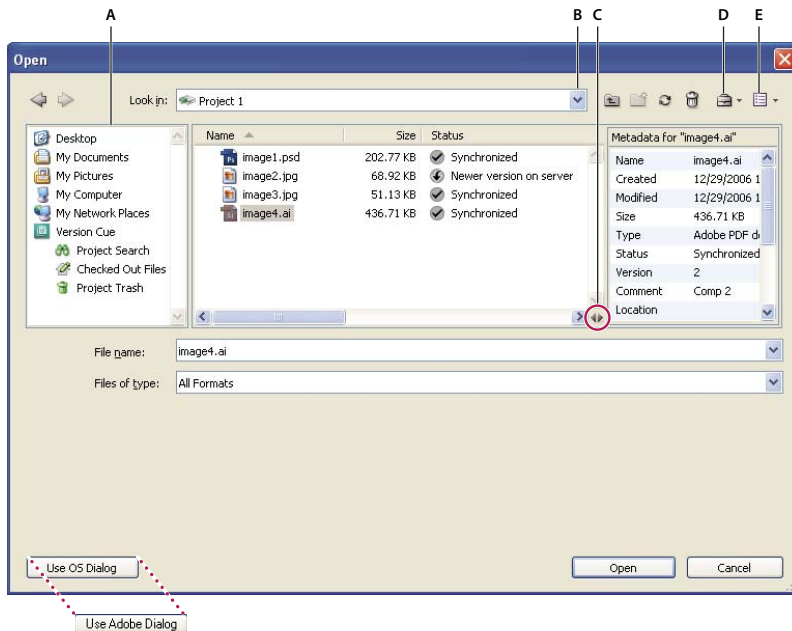 A B C D E
Open
Look in: Project 1
Desktop
My Documents
My Pictures
My Computer
My Network Places
Version Cue
Project Search
Checked Out Files
Project Trash
Name Size Status
image1.psd 202.77 KB Synchronized
image2.jpg 68.92 KB Newer version on server
image3.jpg 51.13 KB Synchronized
image4.ai 436.71 KB Synchronized
Metadata for "image4.ai"
Name image4.ai
Created 12/29/2006 1
Modified 12/29/2006 1
Size 436.71 KB
Type Adobe PDF d
Status Synchronized
Version 2
Comment Comp 2
Location
File name: image4.ai
Files of type: All Formats
Use OS Dialog Open Cancel
Use Adobe Dialog